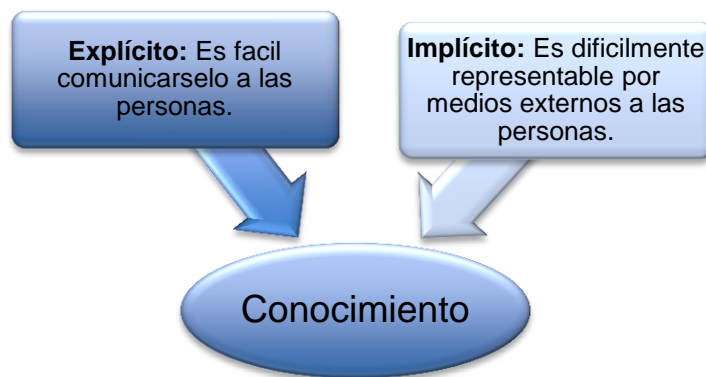 Explícito: Es facil
comunicarselo a las
personas.
Implícito: Es dificilmente
representable por
medios externos a las
personas.
Conocimiento